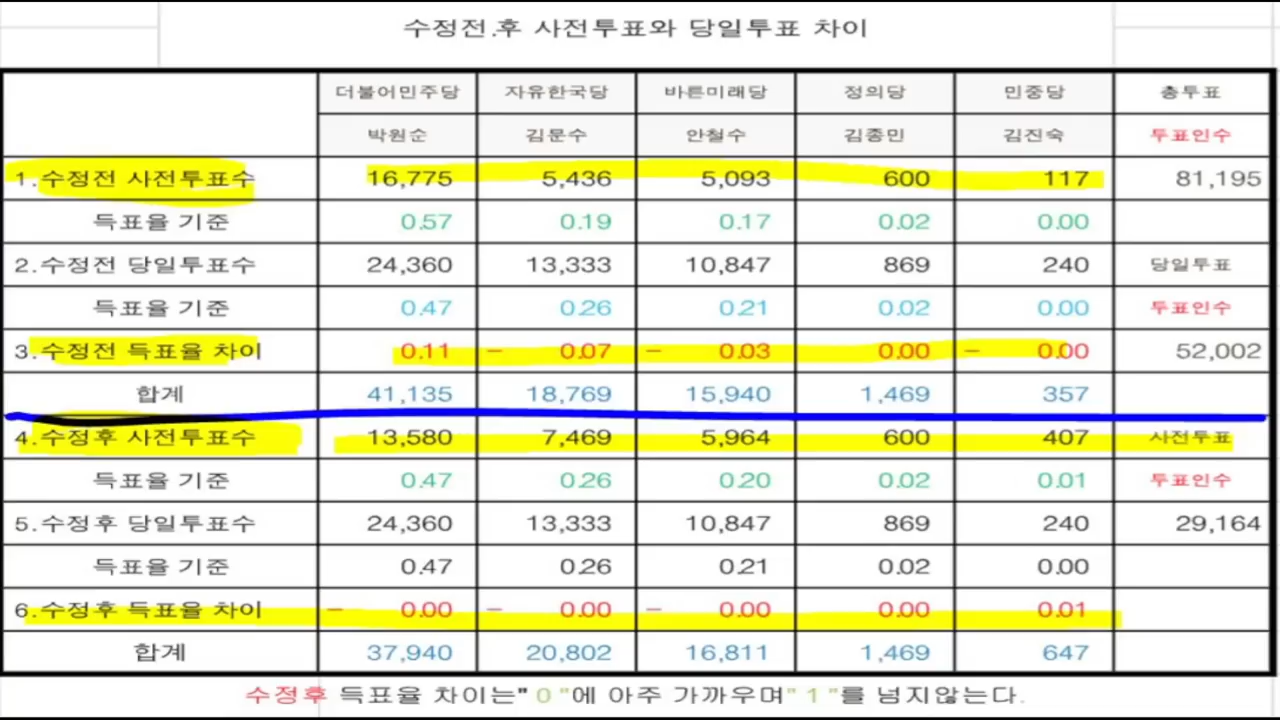 수정전.후 사전투표와 당일투표 차이
더불어민주당 자유한국당 바른미래당 정의당 민중당 총투표
박원순 김문수 안철수 김종민 김진숙 투표인수
1.수정전 사전투표수 16,775 5,436 5,093 600 117 81,195
득표율 기준 0.57 0.19 0.17 0.02 0.00
2.수정전 당일투표수 24,360 13,333 10,847 869 240 당일투표
득표율 기준 0.47 0.26 0.21 0.02 0.00 투표인수
3.수정전 득표율 차이 0.11 - 0.07 - 0.03 0.00 - 0.00 52,002
합계 41,135 18,769 15,940 1,469 357
4.수정후 사전투표수 13,580 7,469 5,964 600 407 사전투표
득표율 기준 0.47 0.26 0.20 0.02 0.01 투표인수
5.수정후 당일투표수 24,360 13,333 10,847 869 240 29,164
득표율 기준 0.47 0.26 0.21 0.02 0.00
6.수정후 득표율 차이 - 0.00 - 0.00 - 0.00 0.00 0.01
합계 37,940 20,802 16,811 1,469 647
수정후 득표율 차이는" 0 "에 아주 가까우며" 1 "를 넘지않는다.